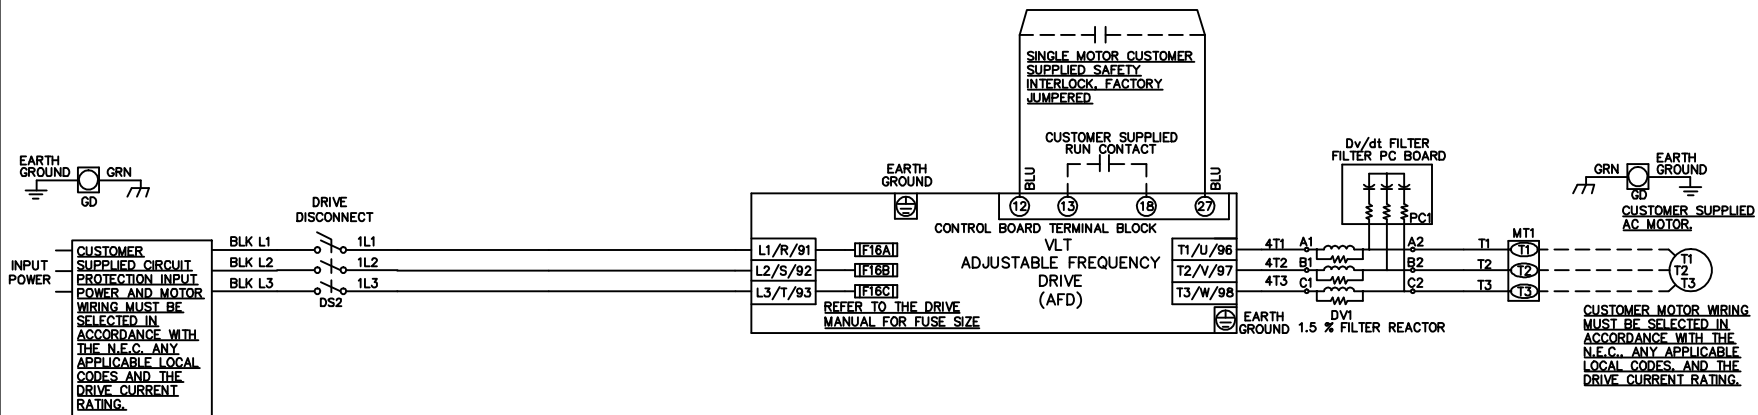 SINGLE MOTOR CUSTOMER
SUPPLIED SAFETY
INTERLOCK, FACTORY
JUMPERED
CUSTOMER SUPPLIED
RUN CONTACT
BLU
BLU
EARTH
GROUND
GRN
GD
DRIVE
DISCONNECT
INPUT
POWER
CUSTOMER
SUPPLIED CIRCUIT
PROTECTION INPUT
POWER AND MOTOR
WIRING MUST BE
SELECTED IN
ACCORDANCE WITH
THE N.E.C. ANY
APPLICABLE LOCAL
CODES AND THE
DRIVE CURRENT
RATING.
BLK L1
BLK L2
BLK L3
DS2
1L1
1L2
1L3
EARTH
GROUND
12
13
18
27
CONTROL BOARD TERMINAL BLOCK
VLT
ADJUSTABLE FREQUENCY
DRIVE
(AFD)
L1/R/91
L2/S/92
L3/T/93
F16A
F16B
F16C
REFER TO THE DRIVE
MANUAL FOR FUSE SIZE
T1/U/96
T2/V/97
T3/W/98
EARTH
GROUND
Dv/dt FILTER
FILTER PC BOARD
PC1
4T1
4T2
4T3
A1
B1
C1
DV1
1.5 % FILTER REACTOR
A2
B2
C2
T1
T2
T3
MT1
T1
T2
T3
GRN
GD
EARTH
GROUND
CUSTOMER SUPPLIED
AC MOTOR.
T1
T2
T3
CUSTOMER MOTOR WIRING
MUST BE SELECTED IN
ACCORDANCE WITH THE
N.E.C., ANY APPLICABLE
LOCAL CODES, AND THE
DRIVE CURRENT RATING.